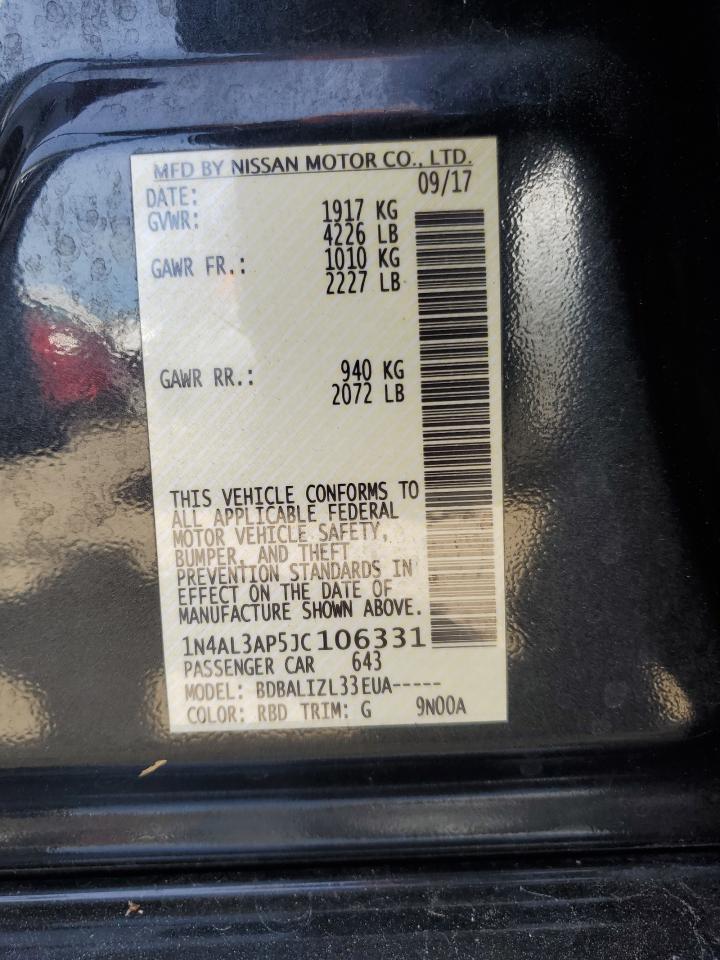 MFD BY NISSAN MOTOR CO., LTD.
DATE: 09/17
GVWR: 1917 KG
4226 LB
GAWR FR.: 1010 KG
2227 LB
GAWR RR.: 940 KG
2072 LB
THIS VEHICLE CONFORMS TO
ALL APPLICABLE FEDERAL
MOTOR VEHICLE SAFETY,
BUMPER, AND THEFT
PREVENTION STANDARDS IN
EFFECT ON THE DATE OF
MANUFACTURE SHOWN ABOVE.
1N4AL3AP5JC106331
PASSENGER CAR 643
MODEL: BDBALIZL33EUA-----
COLOR: RBD TRIM: G 9N00A